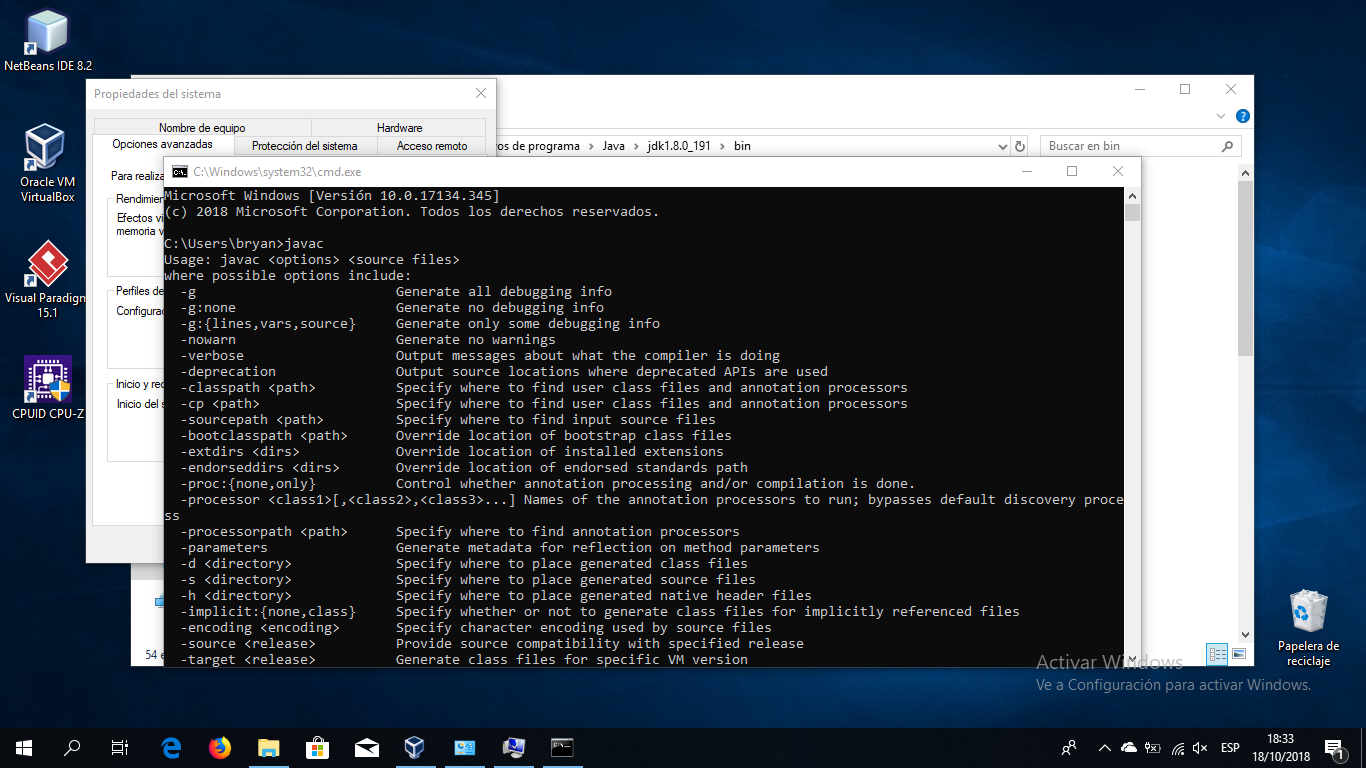 NetBeans IDE 8.2
Oracle VM
VirtualBox
Visual Paradigm
15.1
CPUID CPU-Z
Propiedades del sistema
Nombre de equipo
Hardware
Opciones avanzadas
Protección del sistema
Acceso remoto
Para realiza
Rendimien
Efectos vi
memoria v
Perfiles de
Configurac
Inicio y rec
Inicio del s
os de programa > Java > jdk1.8.0_191 > bin
Buscar en bin
C:\Windows\system32\cmd.exe
Microsoft Windows [Versión 10.0.17134.345]
(c) 2018 Microsoft Corporation. Todos los derechos reservados.
C:\Users\bryan>javac
Usage: javac <options> <source files>
where possible options include:
-g Generate all debugging info
-g:none Generate no debugging info
-g:{lines,vars,source} Generate only some debugging info
-nowarn Generate no warnings
-verbose Output messages about what the compiler is doing
-deprecation Output source locations where deprecated APIs are used
-classpath <path> Specify where to find user class files and annotation processors
-cp <path> Specify where to find user class files and annotation processors
-sourcepath <path> Specify where to find input source files
-bootclasspath <path> Override location of bootstrap class files
-extdirs <dirs> Override location of installed extensions
-endorseddirs <dirs> Override location of endorsed standards path
-proc:{none,only} Control whether annotation processing and/or compilation is done.
-processor <class1>[,<class2>,<class3>...] Names of the annotation processors to run; bypasses default discovery proce
ss
-processorpath <path> Specify where to find annotation processors
-parameters Generate metadata for reflection on method parameters
-d <directory> Specify where to place generated class files
-s <directory> Specify where to place generated source files
-h <directory> Specify where to place generated native header files
-implicit:{none,class} Specify whether or not to generate class files for implicitly referenced files
-encoding <encoding> Specify character encoding used by source files
-source <release> Provide source compatibility with specified release
-target <release> Generate class files for specific VM version
54 e
Papelera de
reciclaje
Activar Windows
Ve a Configuración para activar Windows.
ESP
18:33
18/10/2018
1